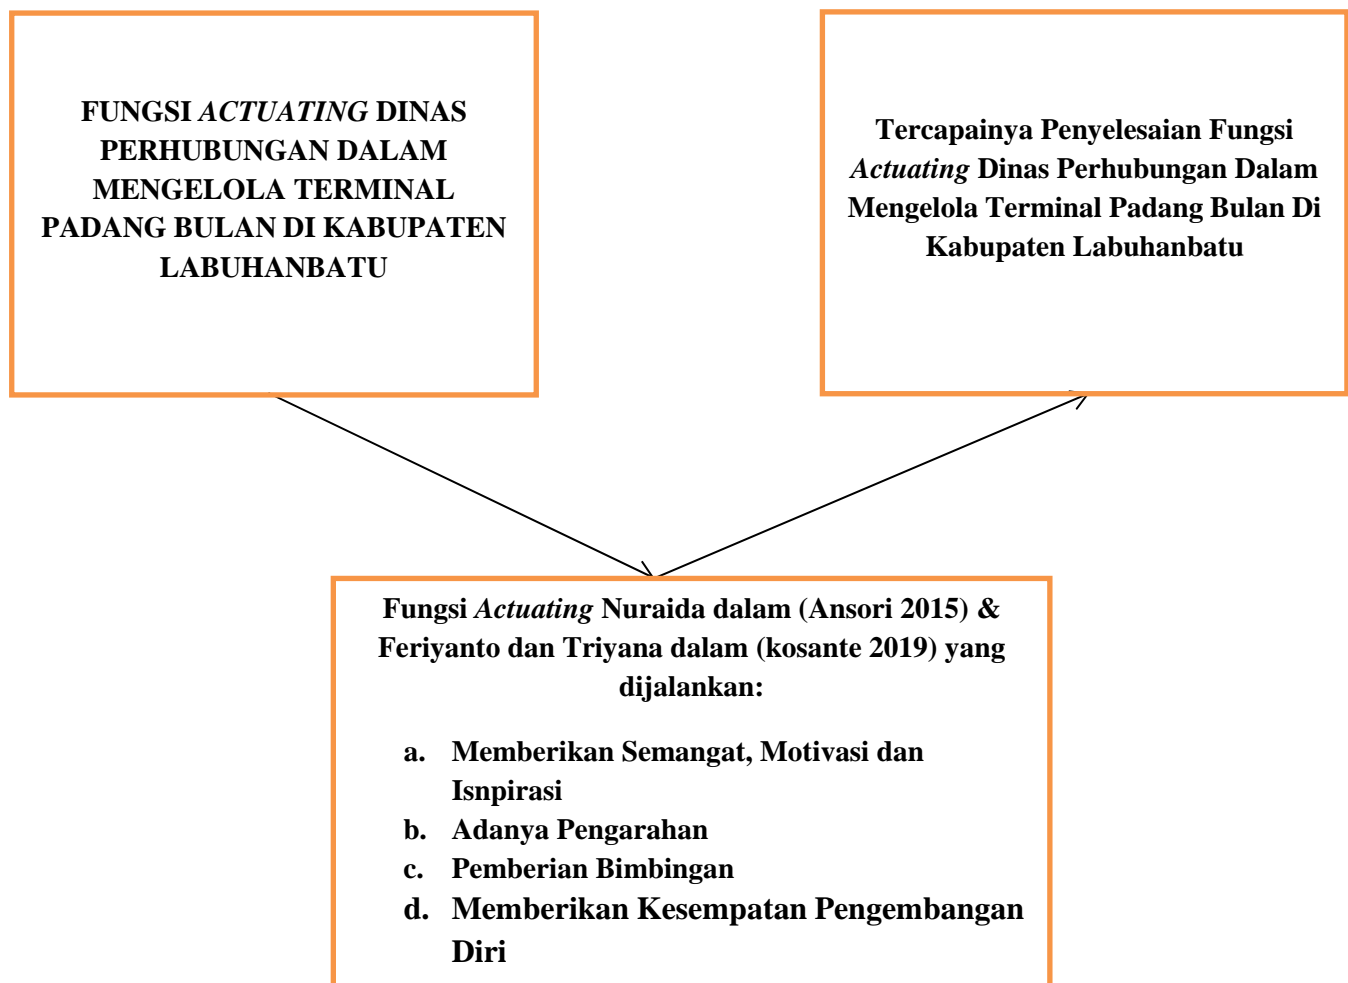 FUNGSI ACTUATING DINAS
PERHUBUNGAN DALAM
MENGELOLA TERMINAL
PADANG BULAN DI KABUPATEN
LABUHANBATU
Tercapainya Penyelesaian Fungsi
Actuating Dinas Perhubungan Dalam
Mengelola Terminal Padang Bulan Di
Kabupaten Labuhanbatu
Fungsi Actuating Nuraida dalam (Ansori 2015) &
Feriyanto dan Triyana dalam (kosante 2019) yang
dijalankan:
a. Memberikan Semangat, Motivasi dan
Isnpirasi
b. Adanya Pengarahan
c. Pemberian Bimbingan
d. Memberikan Kesempatan Pengembangan
Diri